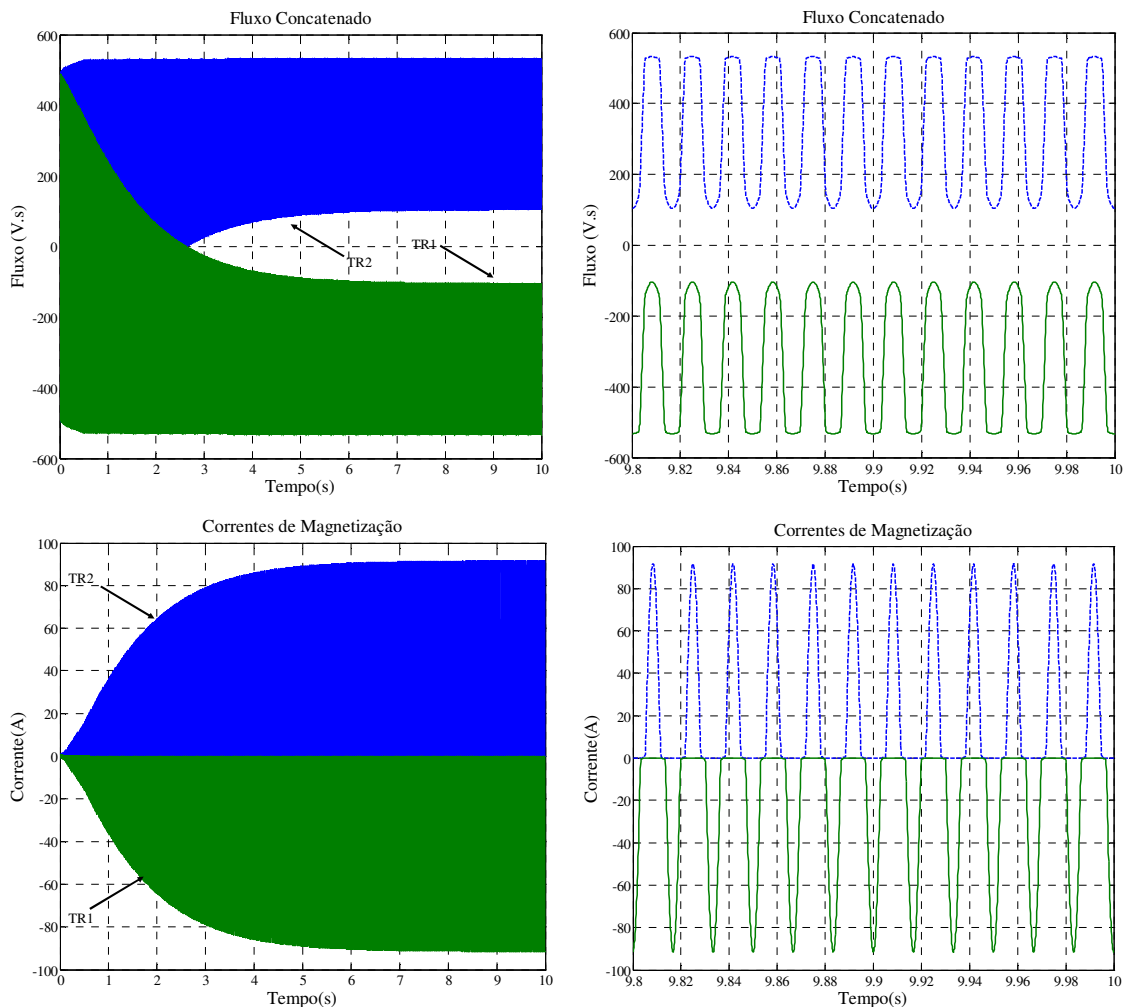 Fluxo Concatenado
600
400
200
0
-200
-400
-600
Fluxo (V.s)
TR1
TR2
0 1 2 3 4 5 6 7 8 9 10
Tempo(s)
Fluxo Concatenado
600
400
200
0
-200
-400
-600
Fluxo (V.s)
9.8 9.82 9.84 9.86 9.88 9.9 9.92 9.94 9.96 9.98 10
Tempo(s)
Correntes de Magnetização
100
80
60
40
20
0
-20
-40
-60
-80
-100
Corrente(A)
TR2
TR1
0 1 2 3 4 5 6 7 8 9 10
Tempo(s)
Correntes de Magnetização
100
80
60
40
20
0
-20
-40
-60
-80
-100
Corrente(A)
9.8 9.82 9.84 9.86 9.88 9.9 9.92 9.94 9.96 9.98 10
Tempo(s)